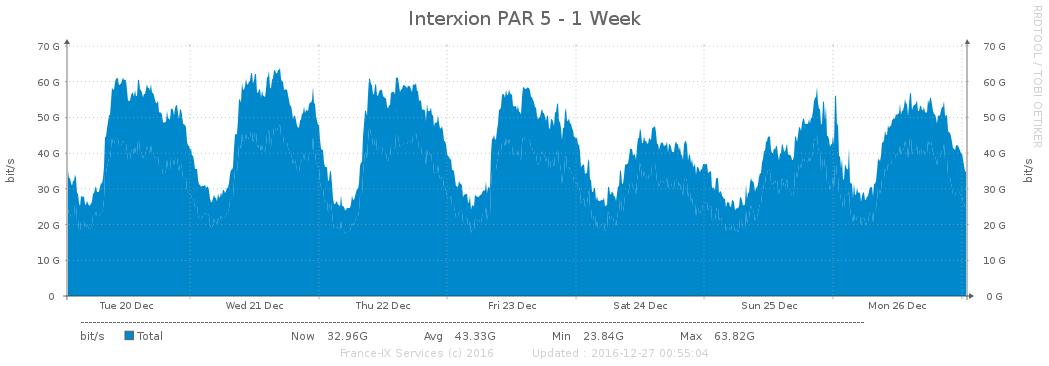 Interxion PAR 5 - 1 Week
RRDTOOL / TOBI OETIKER
70 G 70 G
60 G 60 G
50 G 50 G
40 G 40 G
30 G 30 G
20 G 20 G
10 G 10 G
0 0 G
bit/s bit/s
Tue 20 Dec Wed 21 Dec Thu 22 Dec Fri 23 Dec Sat 24 Dec Sun 25 Dec Mon 26 Dec
bit/s Total Now 32.96G Avg 43.33G Min 23.84G Max 63.82G
France-IX Services (c) 2016 Updated : 2016-12-27 00:55:04